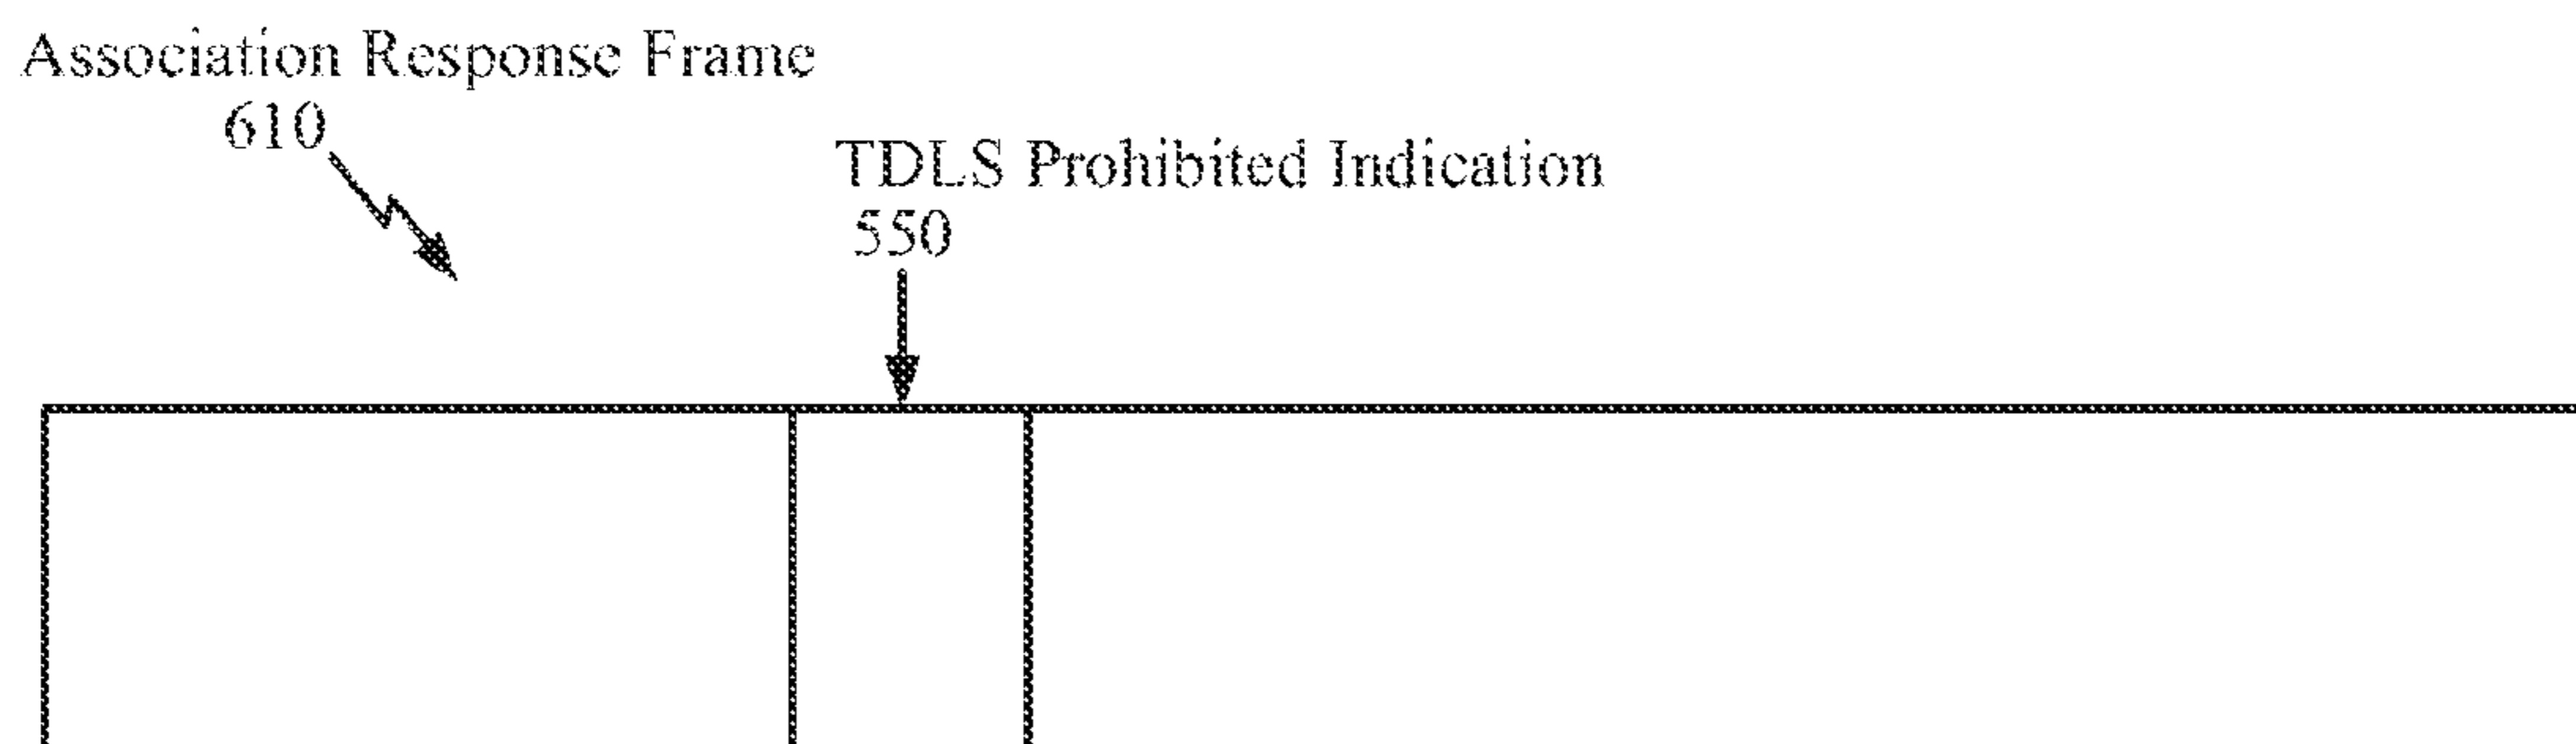 Association Response Frame
610
TDLS Prohibited Indication
550